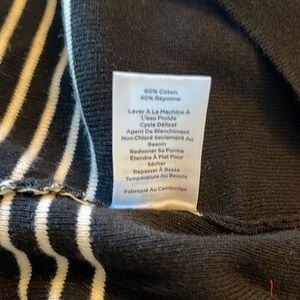 60% Coton
40% Rayonne
Laver À La Machine À
L'eau Froide
Cycle Délicat
Agent De Blanchiment
Non Chloré Seulement Au
Besoin
Redonner Sa Forme
Étendre À Plat Pour
Sécher
Repasser À Basse
Température Au Besoin
Fabriqué Au Cambodge